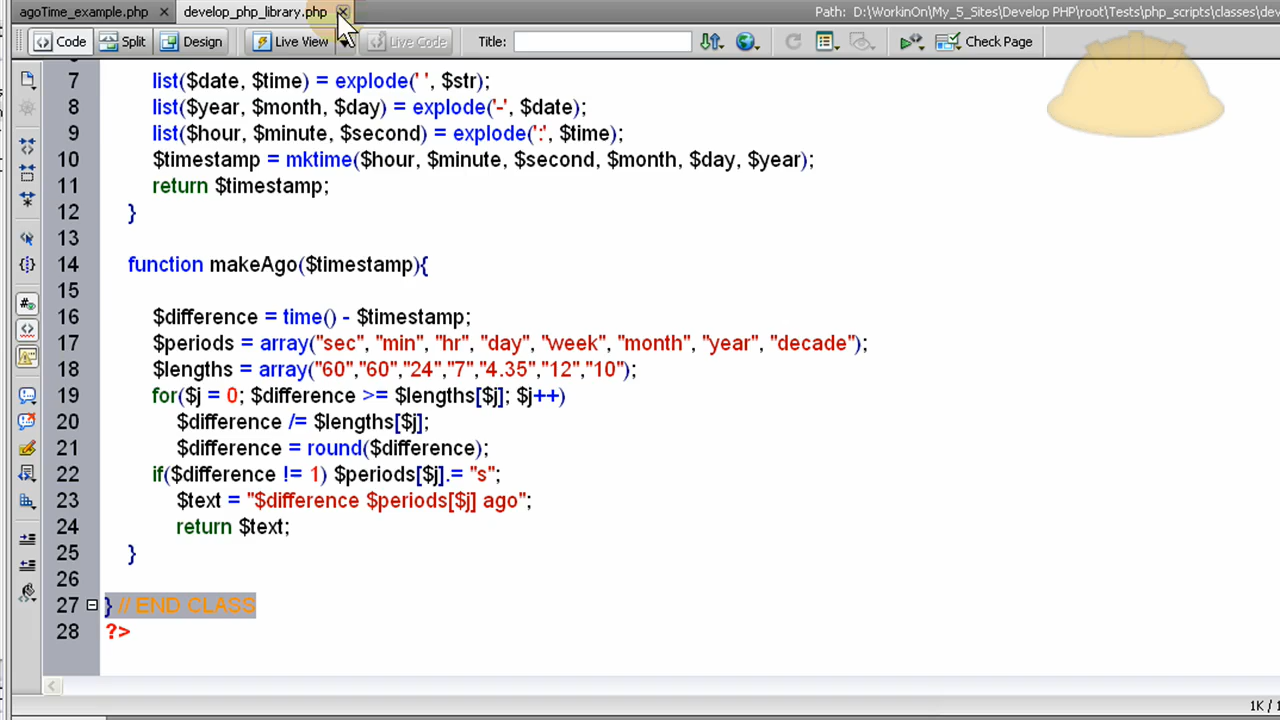 agoTime_example.php develop_php_library.php Path: D:\WorkinOn\My_5_Sites\Develop PHP\root\Tests\php_scripts\classes\dev
Code Split Design Live View Live Code Title: Check Page
7 list($date, $time) = explode(' ', $str);
8 list($year, $month, $day) = explode('-', $date);
9 list($hour, $minute, $second) = explode(':', $time);
10 $timestamp = mktime($hour, $minute, $second, $month, $day, $year);
11 return $timestamp;
12 }
13
14 function makeAgo($timestamp){
15
16 $difference = time() - $timestamp;
17 $periods = array("sec", "min", "hr", "day", "week", "month", "year", "decade");
18 $lengths = array("60","60","24","7","4.35","12","10");
19 for($j = 0; $difference >= $lengths[$j]; $j++)
20 $difference /= $lengths[$j];
21 $difference = round($difference);
22 if($difference != 1) $periods[$j].= "s";
23 $text = "$difference $periods[$j] ago";
24 return $text;
25 }
26
27 } // END CLASS
28 ?>
1K / 1